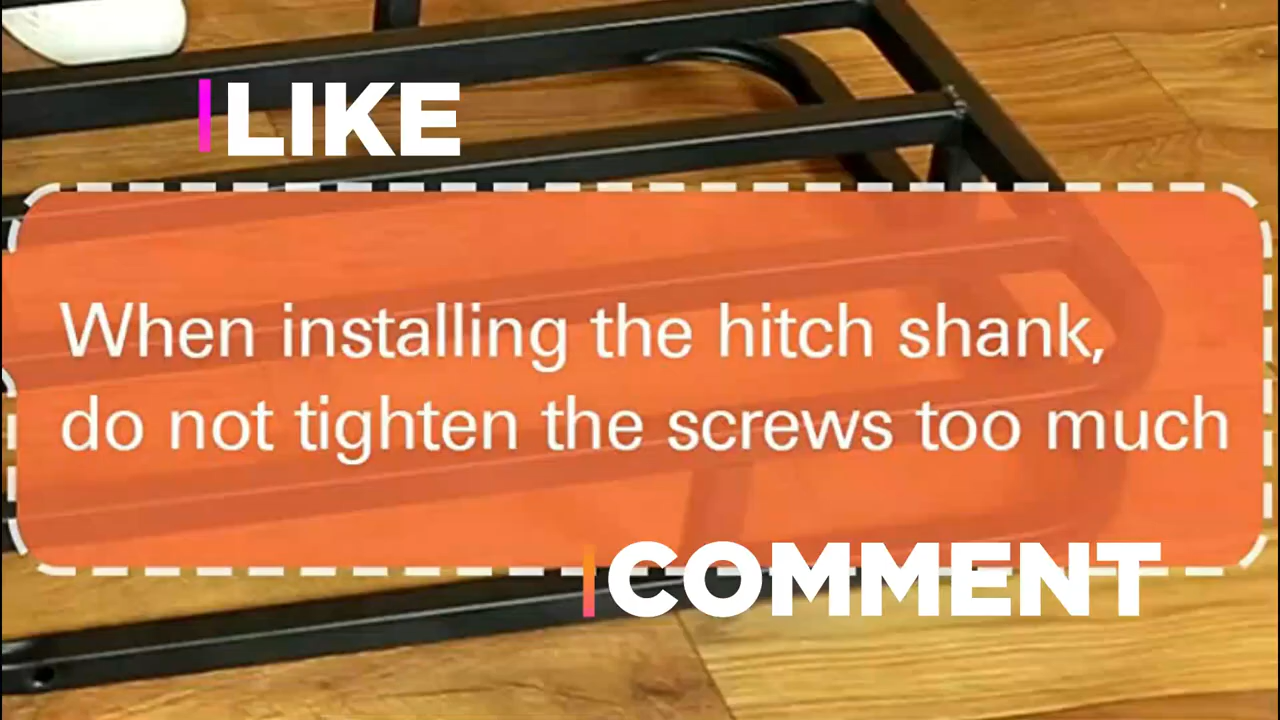 LIKE
When installing the hitch shank,
do not tighten the screws too much
COMMENT